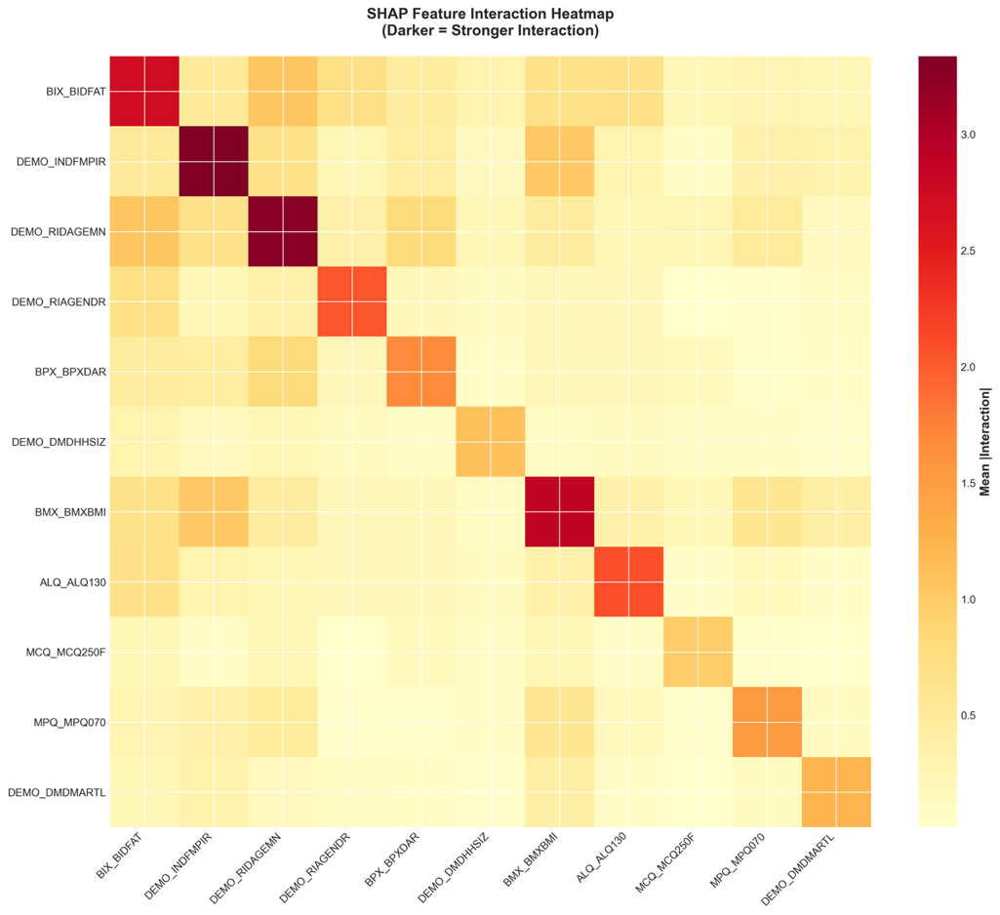 SHAP Feature Interaction Heatmap
(Darker = Stronger Interaction)
BIX_BIDFAT
DEMO_INDFMPIR
DEMO_RIDAGEMN
DEMO_RIAGENDR
BPX_BPXDAR
DEMO_DMDHHSIZ
BMX_BMXBMI
ALQ_ALQ130
MCQ_MCQ250F
MPQ_MPQ070
DEMO_DMDMARTL
BIX_BIDFAT
DEMO_INDFMPIR
DEMO_RIDAGEMN
DEMO_RIAGENDR
BPX_BPXDAR
DEMO_DMDHHSIZ
BMX_BMXBMI
ALQ_ALQ130
MCQ_MCQ250F
MPQ_MPQ070
DEMO_DMDMARTL
3.0
2.5
2.0
1.5
1.0
0.5
Mean |Interaction|